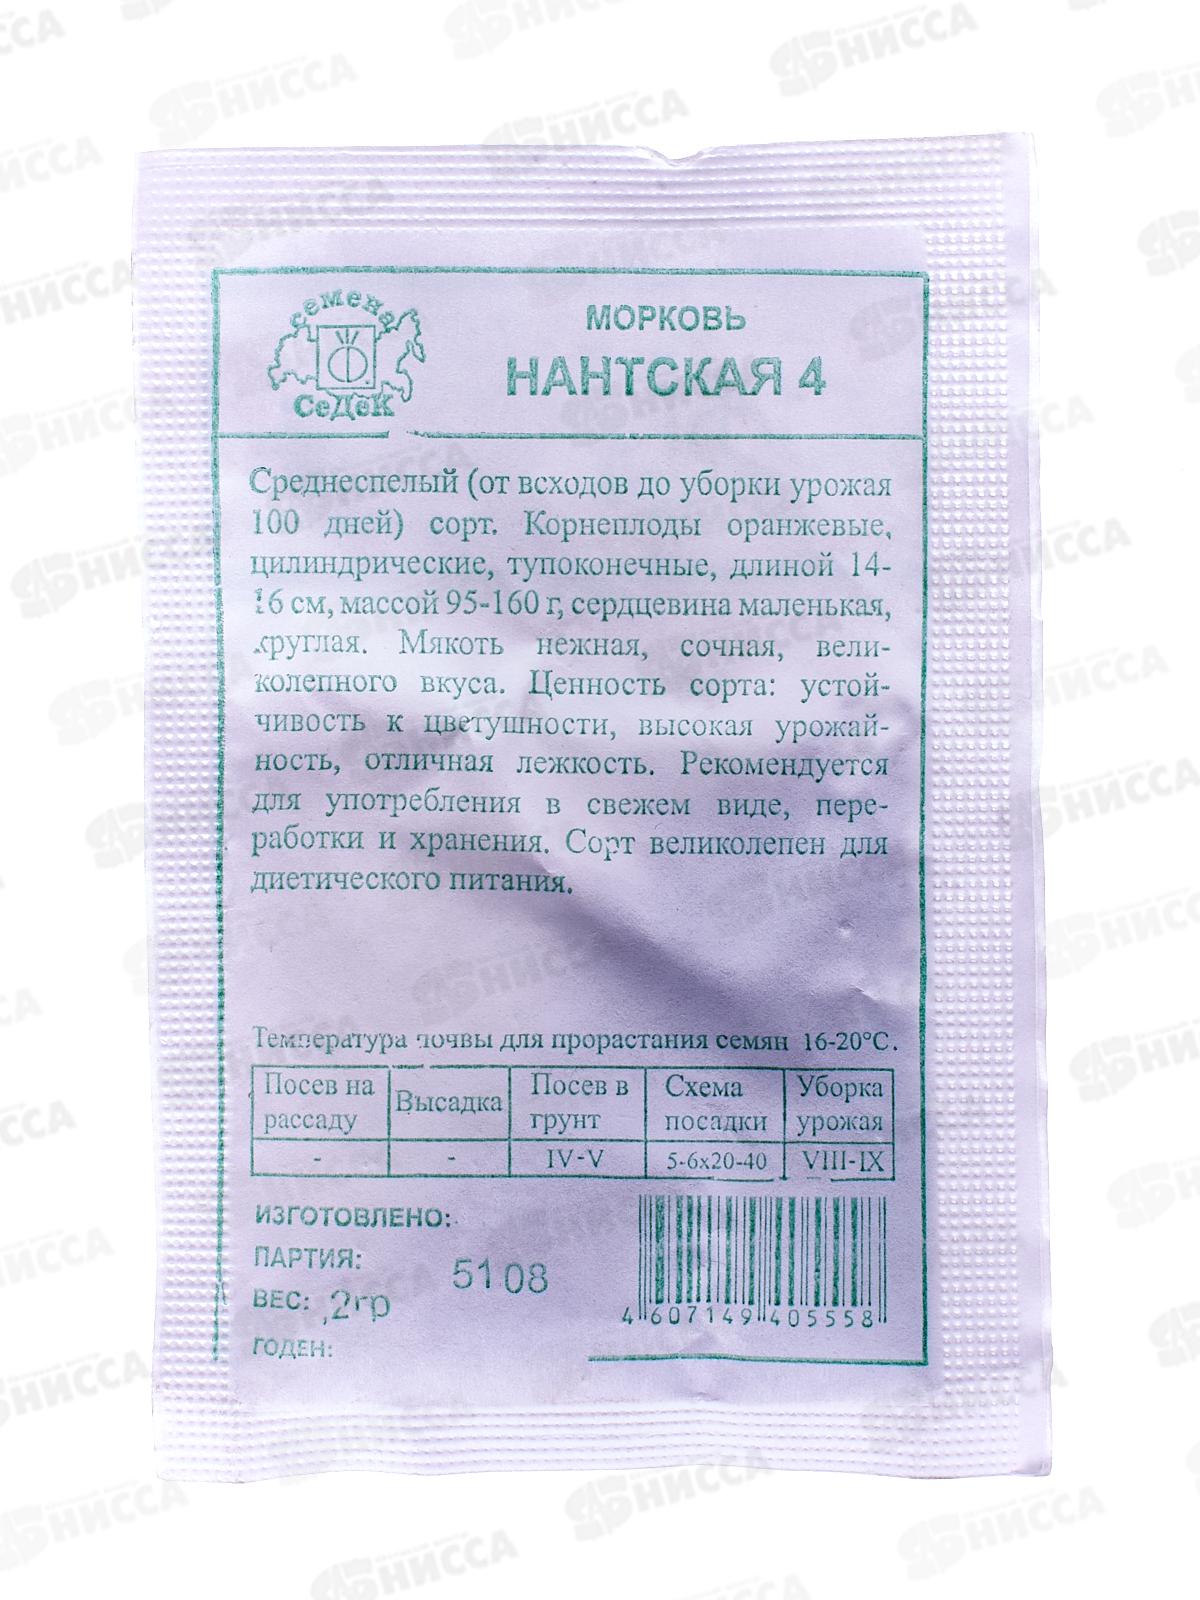 семена
СеДеК
МОРКОВЬ
НАНТСКАЯ 4
Среднеспелый (от всходов до уборки урожая
100 дней) сорт. Корнеплоды оранжевые,
цилиндрические, тупоконечные, длиной 14-
16 см, массой 95-160 г, сердцевина маленькая,
круглая. Мякоть нежная, сочная, вели-
колепного вкуса. Ценность сорта: устой-
чивость к цветушности, высокая урожай-
ность, отличная лежкость. Рекомендуется
для употребления в свежем виде, пере-
работки и хранения. Сорт великолепен для
диетического питания.
Температура почвы для прорастания семян 16-20°С.
Посев на рассаду Высадка Посев в грунт Схема посадки Уборка урожая
- - IV-V 5-6х20-40 VIII-IX
ИЗГОТОВЛЕНО:
ПАРТИЯ: 5108
ВЕС: ,2гр
ГОДЕН:
4 607149 405558
НИССА